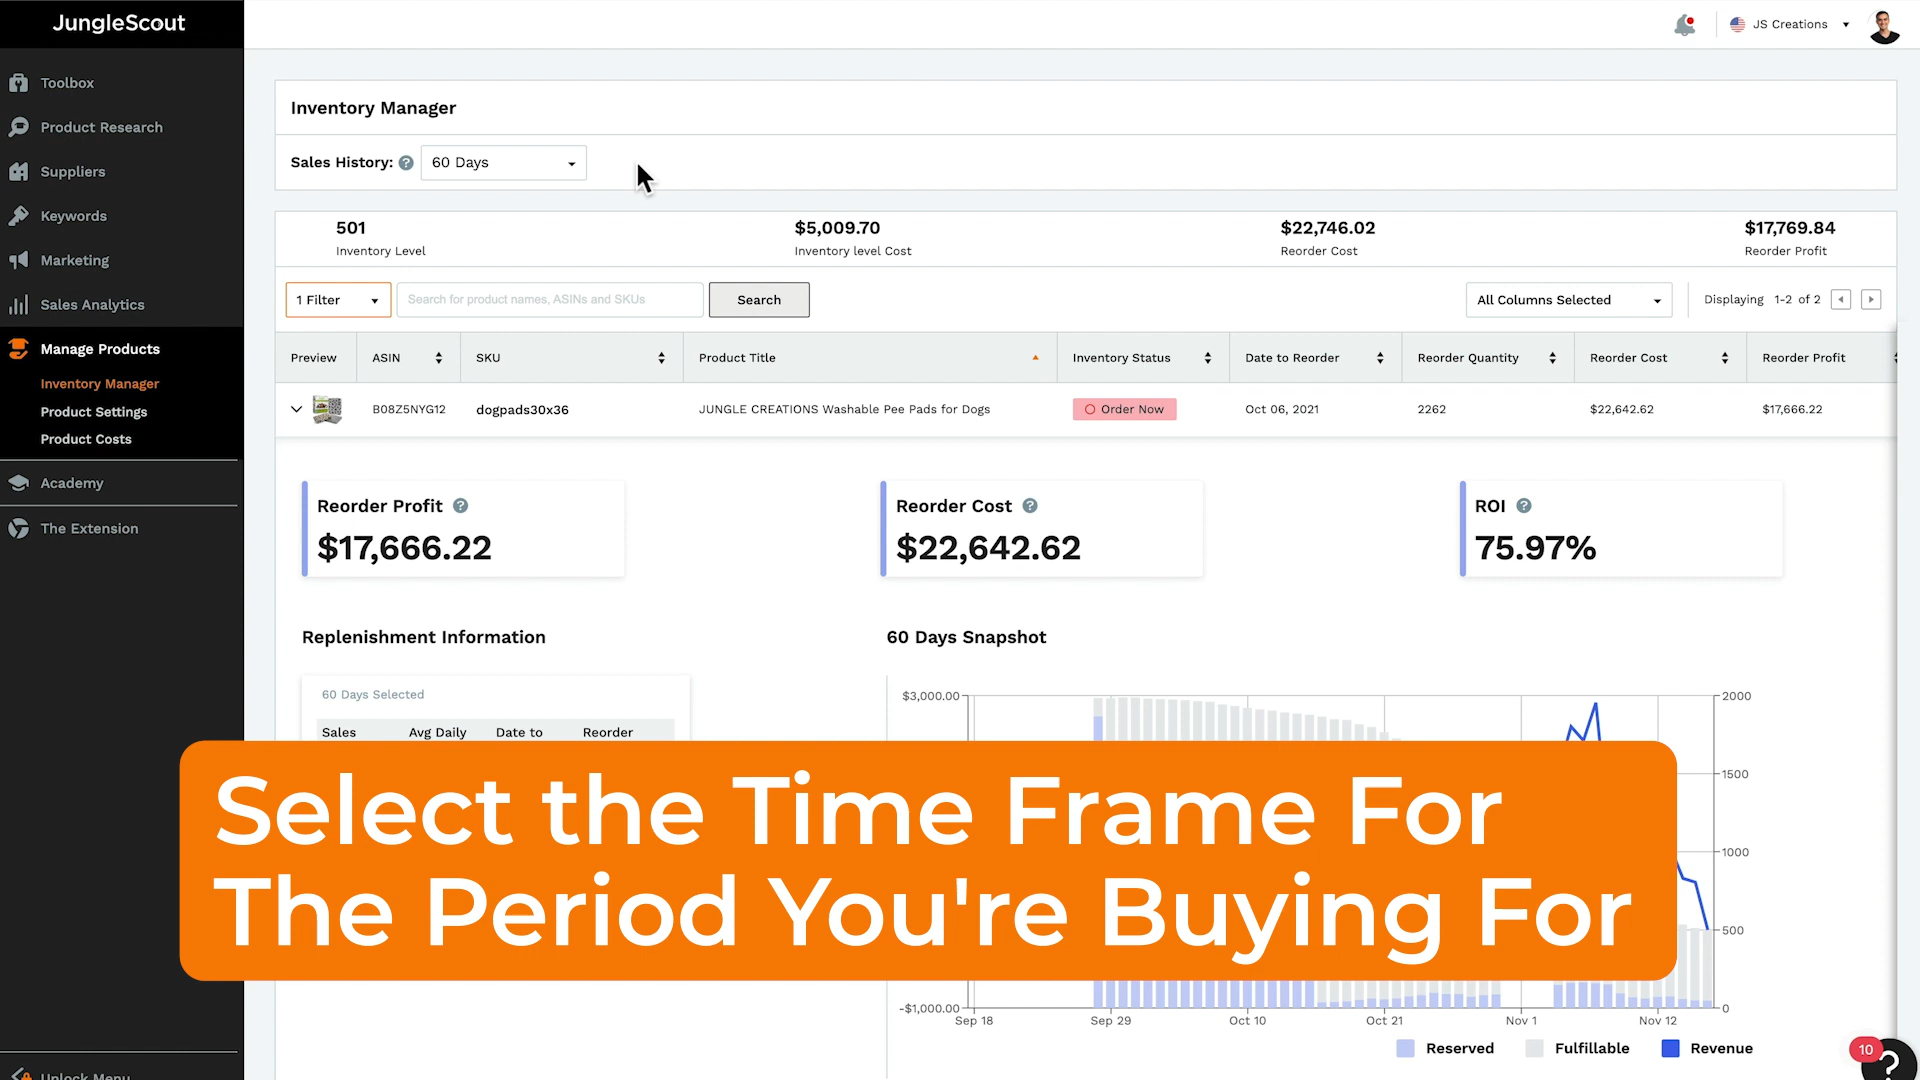 JungleScout
JS Creations
Toolbox
Product Research
Suppliers
Keywords
Marketing
Sales Analytics
Manage Products
Inventory Manager
Product Settings
Product Costs
Academy
The Extension
Unlock Menu
Inventory Manager
Sales History: ? 60 Days
501 $5,009.70 $22,746.02 $17,769.84
Inventory Level Inventory level Cost Reorder Cost Reorder Profit
1 Filter Search for product names, ASINs and SKUs Search All Columns Selected Displaying 1-2 of 2
Preview ASIN SKU Product Title Inventory Status Date to Reorder Reorder Quantity Reorder Cost Reorder Profit
B08Z5NYG12 dogpads30x36 JUNGLE CREATIONS Washable Pee Pads for Dogs Order Now Oct 06, 2021 2262 $22,642.62 $17,666.22
Reorder Profit ? Reorder Cost ? ROI ?
$17,666.22 $22,642.62 75.97%
Replenishment Information 60 Days Snapshot
60 Days Selected
Sales Avg Daily Date to Reorder
$3,000.00 2000
1500
1000
500
-$1,000.00 0
Sep 18 Sep 29 Oct 10 Oct 21 Nov 1 Nov 12
Reserved Fulfillable Revenue
Select the Time Frame For
The Period You're Buying For
10 ?